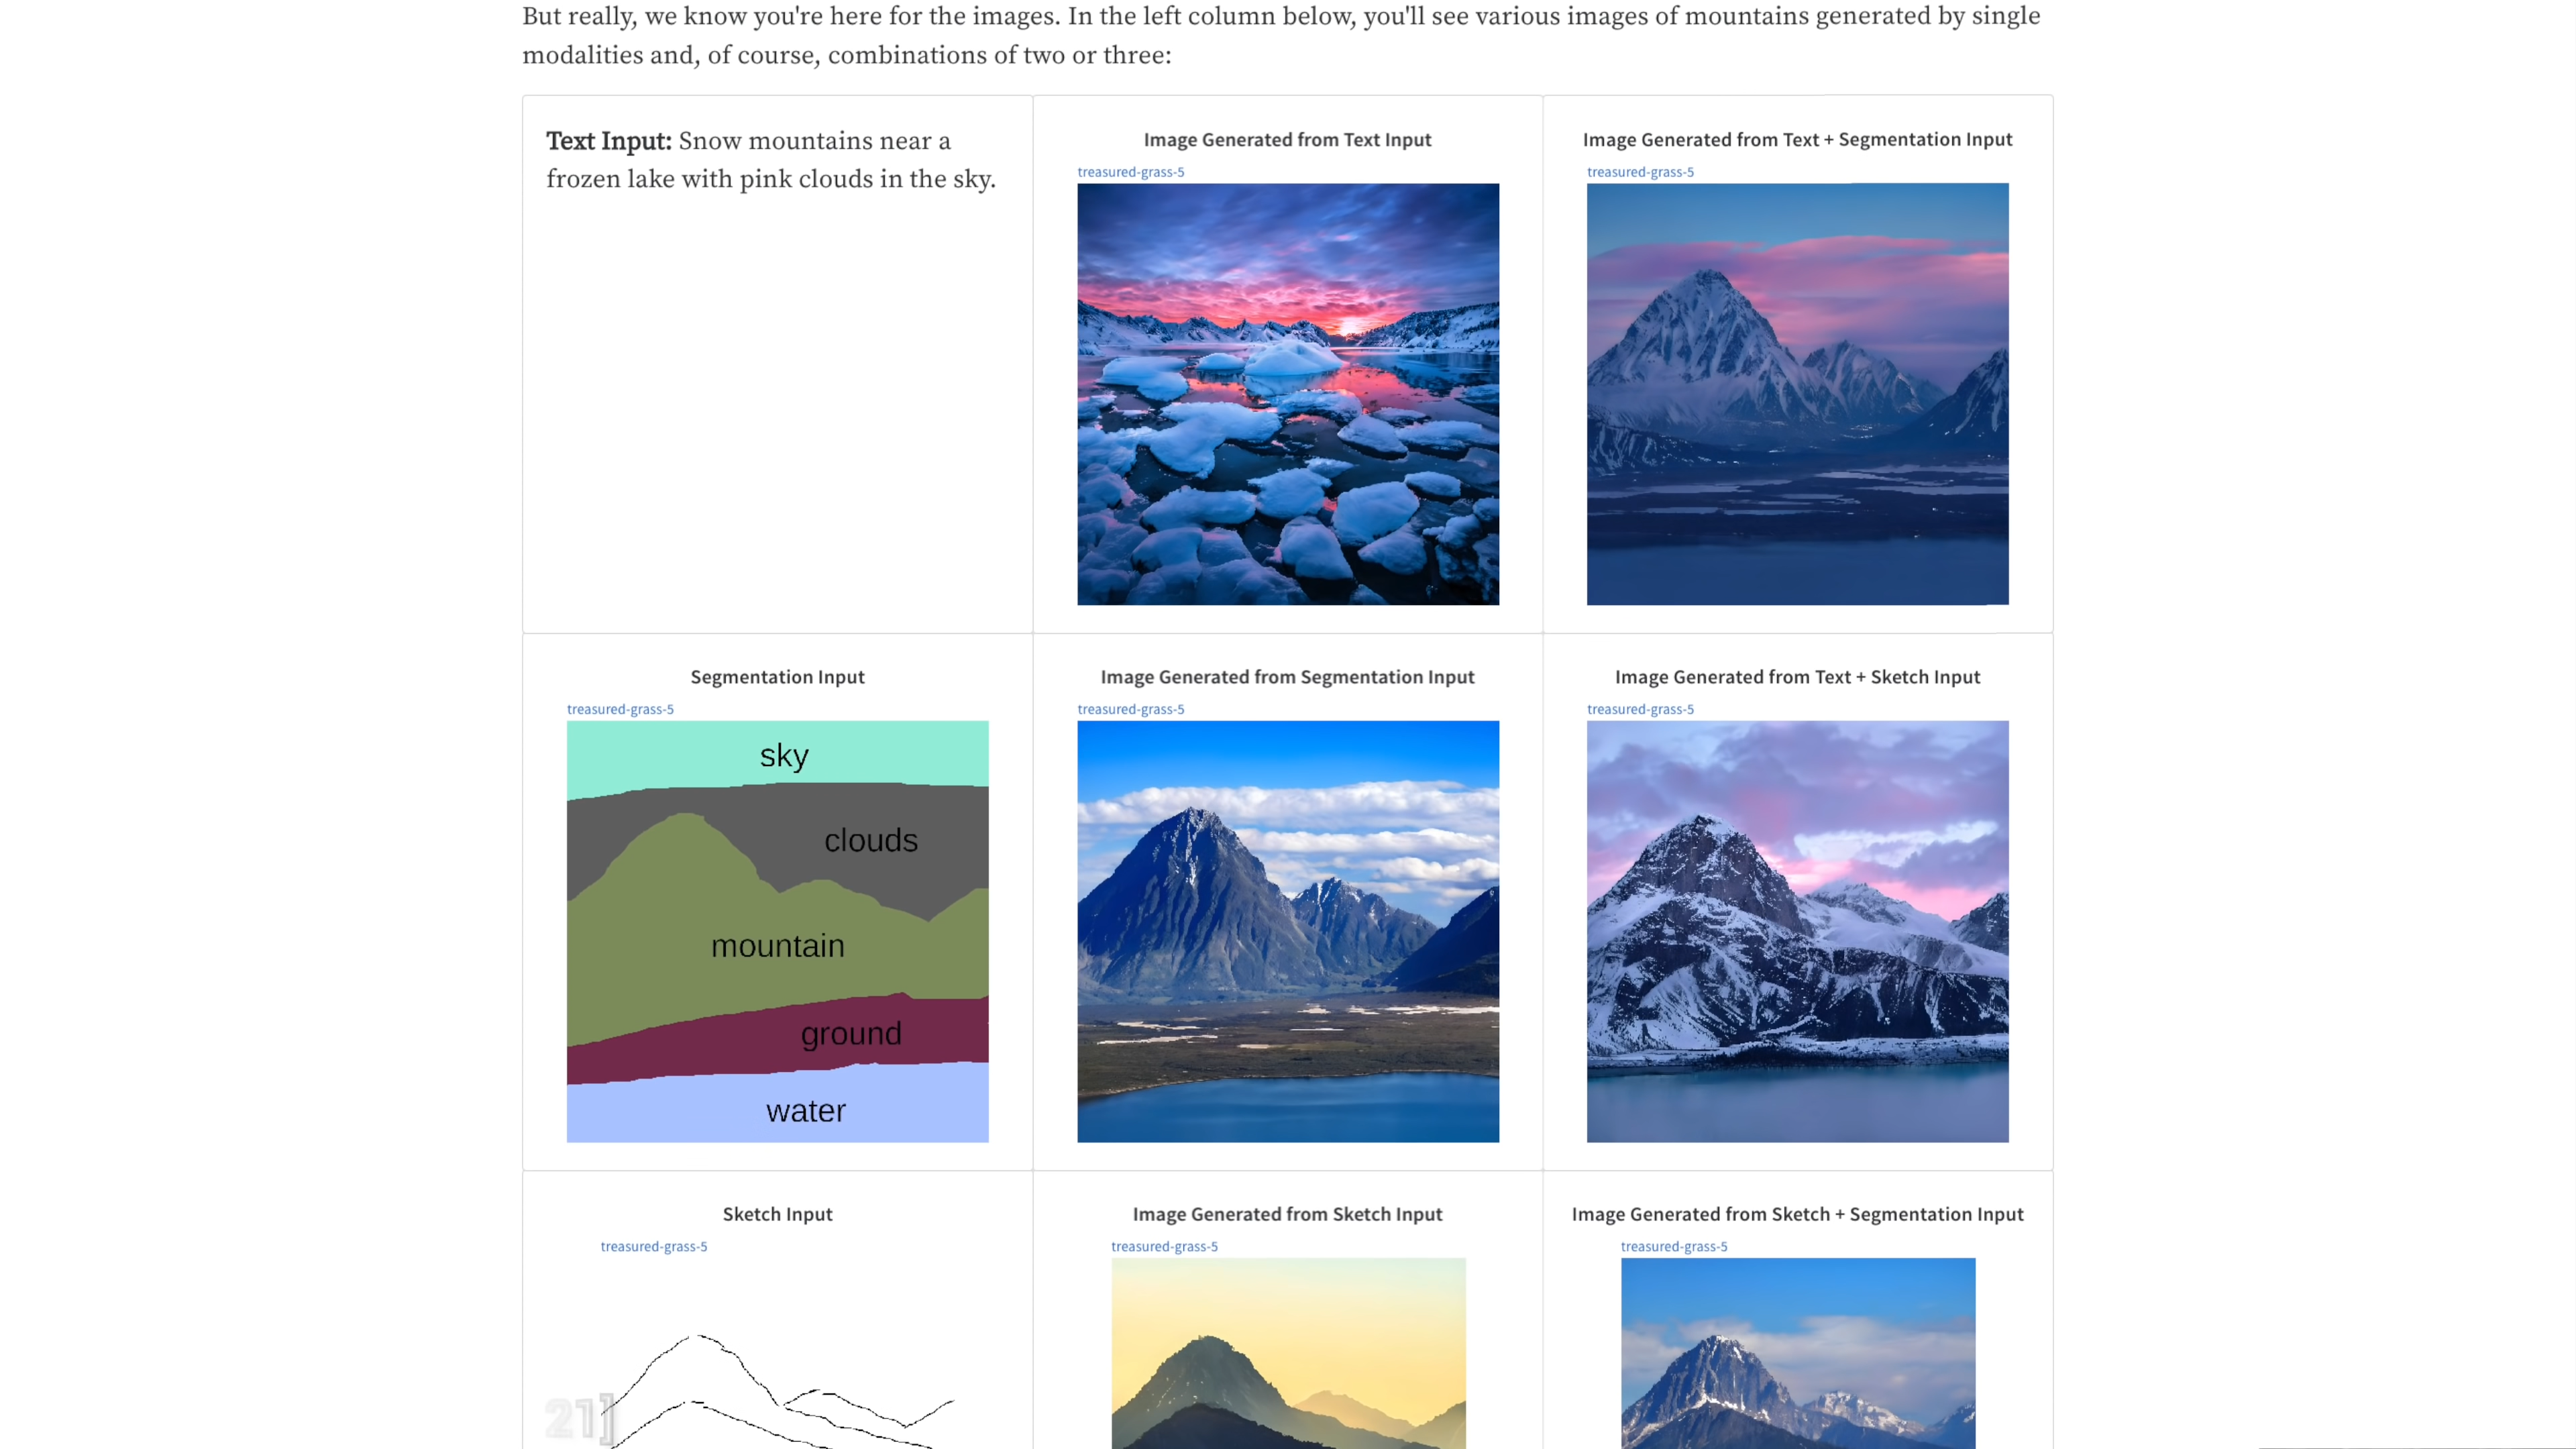 But really, we know you're here for the images. In the left column below, you'll see various images of mountains generated by single
modalities and, of course, combinations of two or three:
Text Input: Snow mountains near a
frozen lake with pink clouds in the sky.
Image Generated from Text Input
treasured-grass-5
Image Generated from Text + Segmentation Input
treasured-grass-5
Segmentation Input
treasured-grass-5
sky
clouds
mountain
ground
water
Image Generated from Segmentation Input
treasured-grass-5
Image Generated from Text + Sketch Input
treasured-grass-5
Sketch Input
treasured-grass-5
21]
Image Generated from Sketch Input
treasured-grass-5
Image Generated from Sketch + Segmentation Input
treasured-grass-5